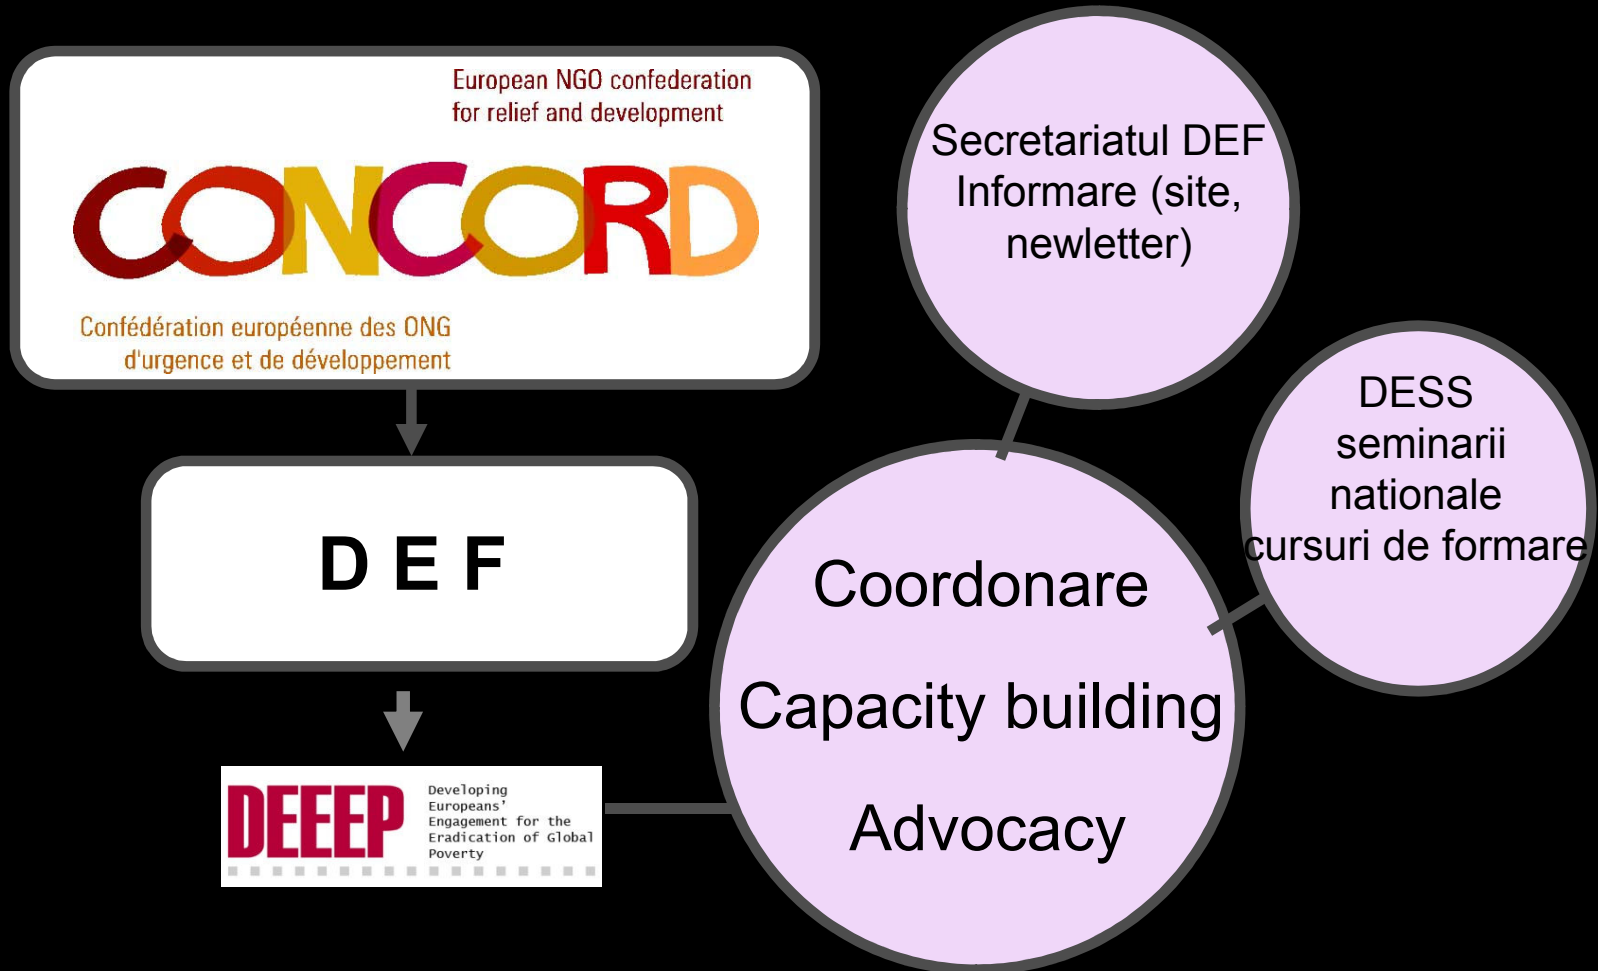 European NGO confederation
for relief and development
CONCORD
Confédération européenne des ONG
d'urgence et de développement
D E F
DEEEP
Developing
Europeans'
Engagement for the
Eradication of Global
Poverty
Secretariatul DEF
Informare (site,
newletter)
DESS
seminarii
nationale
cursuri de formare
Coordonare
Capacity building
Advocacy